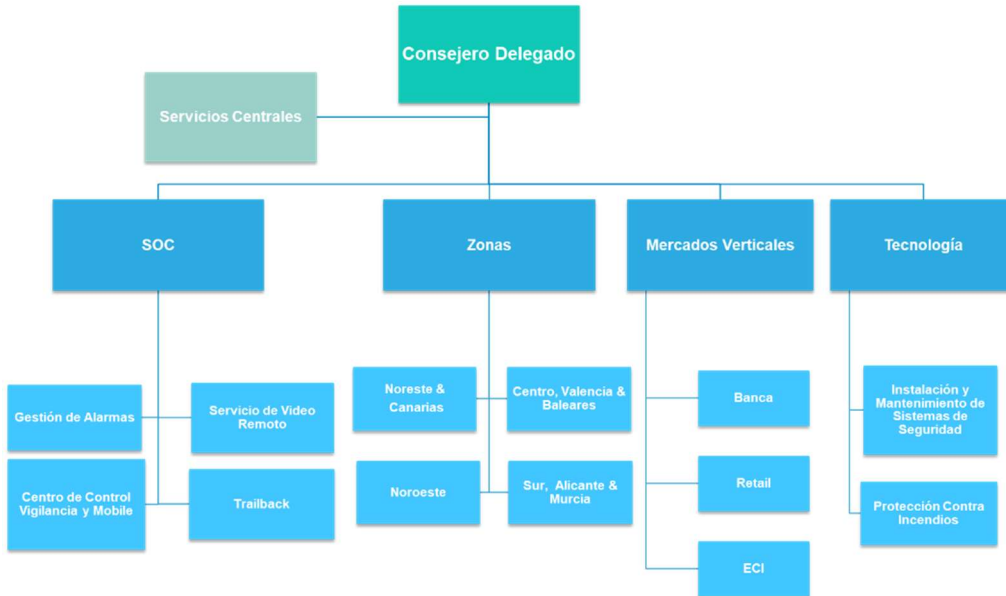 Consejero Delegado
Servicios Centrales
SOC
Zonas
Mercados Verticales
Tecnología
Gestión de Alarmas
Servicio de Video
Remoto
Centro de Control
Vigilancia y Mobile
Trailback
Noreste &
Canarias
Centro, Valencia &
Baleares
Noroeste
Sur, Alicante &
Murcia
Banca
Retail
ECI
Instalación y
Mantenimiento de
Sistemas de
Seguridad
Protección Contra
Incendios